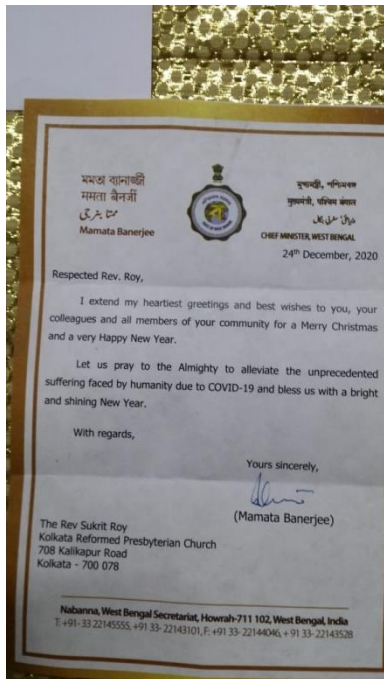 মমতা ব্যানার্জী
ममता बैनर्जी
ممتا بنرجی
Mamata Banerjee
মুখ্যমন্ত্রী, পশ্চিমবঙ্গ
मुख्यमंत्री, पश्चिम बंगाल
CHIEF MINISTER, WEST BENGAL
24th December, 2020
Respected Rev. Roy,
I extend my heartiest greetings and best wishes to you, your
colleagues and all members of your community for a Merry Christmas
and a very Happy New Year.
Let us pray to the Almighty to alleviate the unprecedented
suffering faced by humanity due to COVID-19 and bless us with a bright
and shining New Year.
With regards,
Yours sincerely,
(Mamata Banerjee)
The Rev Sukrit Roy
Kolkata Reformed Presbyterian Church
708 Kalikapur Road
Kolkata - 700 078
Nabanna, West Bengal Secretariat, Howrah-711 102, West Bengal, India
T: +91- 33 22145555, +91 33- 22143101, F: +91 33- 22144046, + 91 33- 22143528